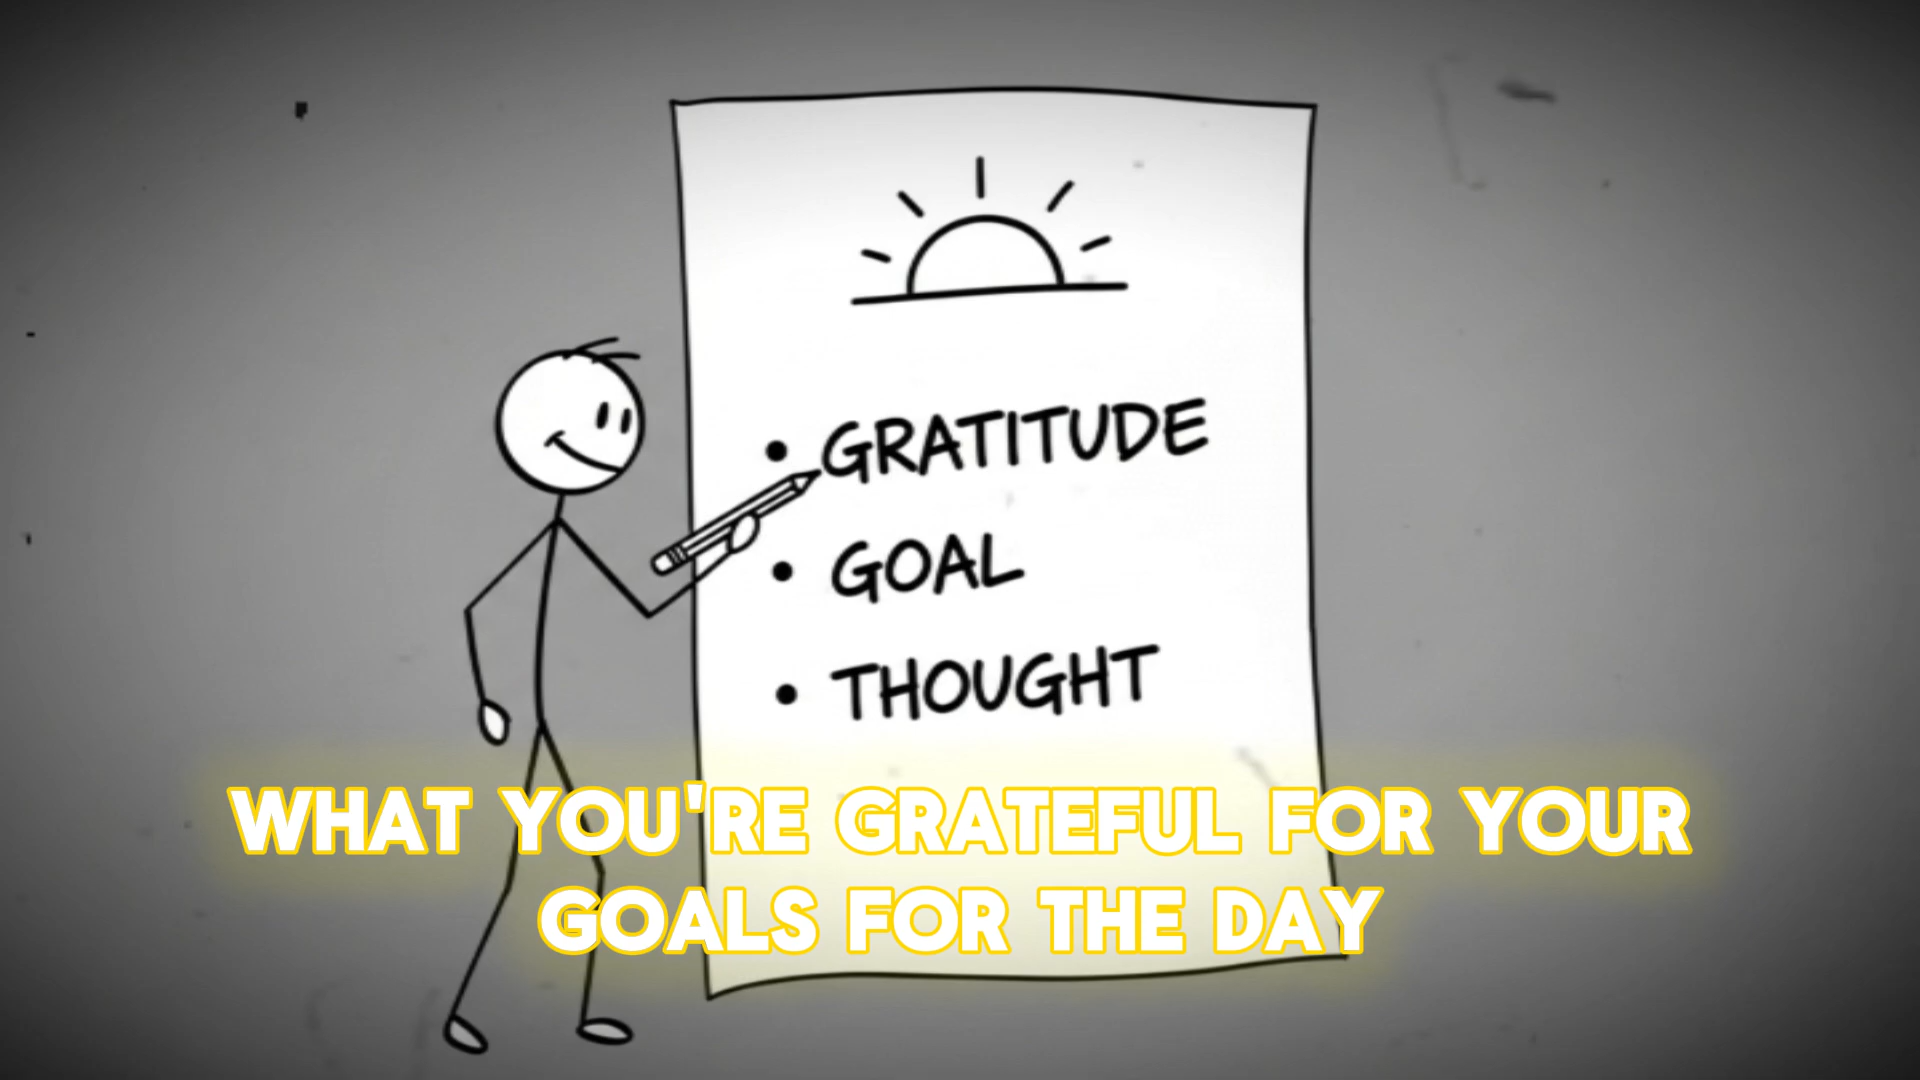 • GRATITUDE
• GOAL
• THOUGHT
WHAT YOU'RE GRATEFUL FOR YOUR
GOALS FOR THE DAY